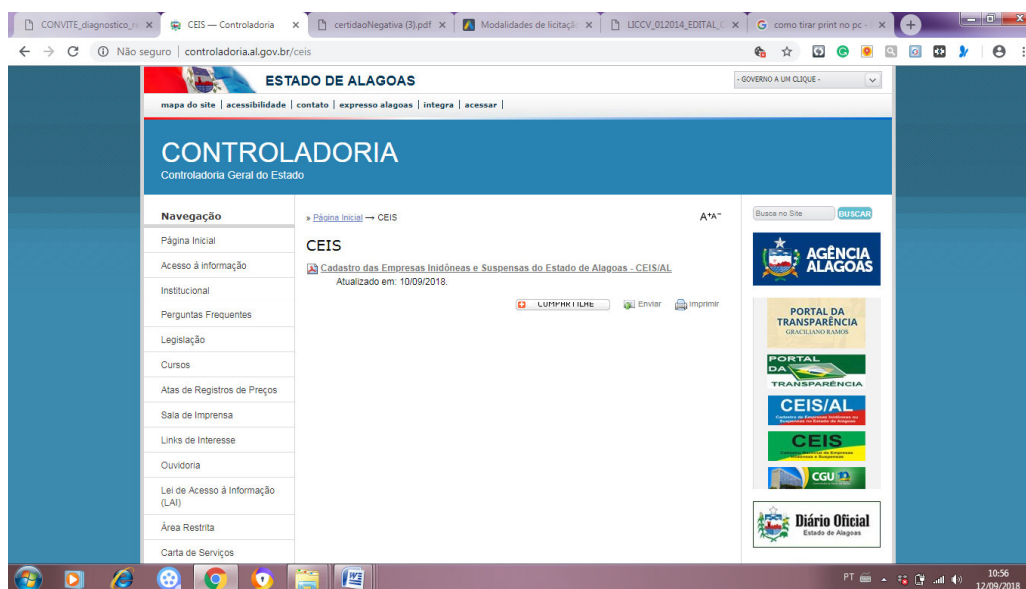 CONVITE_diagnostico_re
CEIS — Controladoria
certidaoNegativa (3).pdf
Modalidades de licitaçã
LICCV_012014_EDITAL_C
como tirar print no pc -
Não seguro | controladoria.al.gov.br/ceis
ESTADO DE ALAGOAS
- GOVERNO A UM CLIQUE -
mapa do site | acessibilidade | contato | expresso alagoas | integra | acessar |
CONTROLADORIA
Controladoria Geral do Estado
Navegação
Página Inicial
Acesso à informação
Institucional
Perguntas Frequentes
Legislação
Cursos
Atas de Registros de Preços
Sala de Imprensa
Links de Interesse
Ouvidoria
Lei de Acesso à Informação
(LAI)
Área Restrita
Carta de Serviços
» Página Inicial → CEIS
A+A-
CEIS
Cadastro das Empresas Inidôneas e Suspensas do Estado de Alagoas - CEIS/AL
Atualizado em: 10/09/2018.
COMPARTILHE
Enviar
Imprimir
Busca no Site
BUSCAR
AGÊNCIA
ALAGOAS
PORTAL DA
TRANSPARÊNCIA
GRACILIANO RAMOS
PORTAL
DA
TRANSPARÊNCIA
CEIS/AL
CEIS
CGU
Diário Oficial
Estado de Alagoas
PT
10:56
12/09/2018